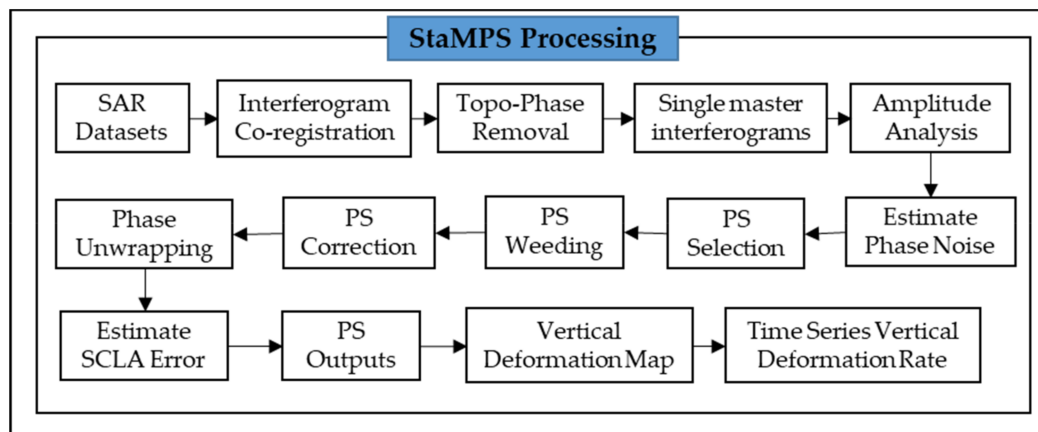 StaMPS Processing
SAR
Datasets
Interferogram
Co-registration
Topo-Phase
Removal
Single master
interferograms
Amplitude
Analysis
Estimate
Phase Noise
PS
Selection
PS
Weeding
PS
Correction
Phase
Unwrapping
Estimate
SCLA Error
PS
Outputs
Vertical
Deformation Map
Time Series Vertical
Deformation Rate